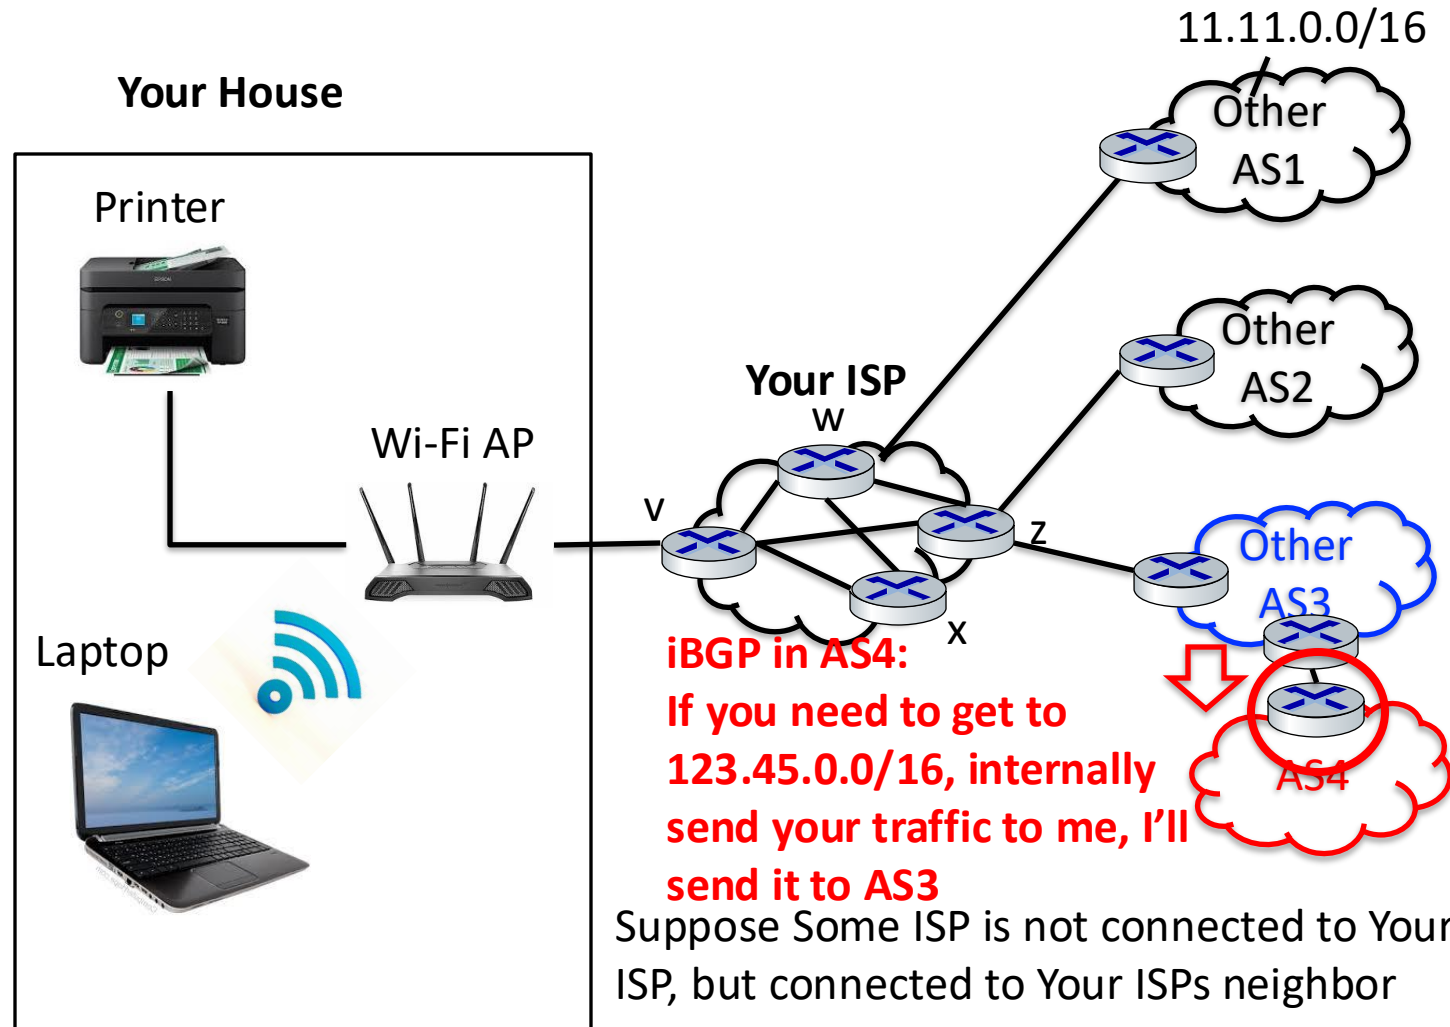 11.11.0.0/16
Your House
Other
AS1
Printer
Other
AS2
Your ISP
W
Wi-Fi AP
V
Z
Other
AS3
X
Laptop
iBGP in AS4:
If you need to get to
123.45.0.0/16, internally
send your traffic to me, I’ll
send it to AS3
AS4
Suppose Some ISP is not connected to Your
ISP, but connected to Your ISPs neighbor
EPSON